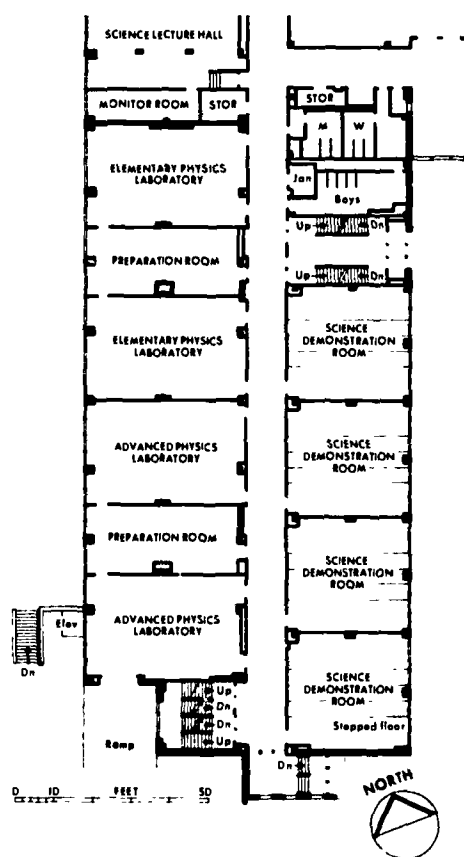 SCIENCE LECTURE HALL
MONITOR ROOM
STOR
STOR
M
W
ELEMENTARY PHYSICS
LABORATORY
Jan
Boys
Up
Dn
PREPARATION ROOM
Up
Dn
ELEMENTARY PHYSICS
LABORATORY
SCIENCE
DEMONSTRATION
ROOM
ADVANCED PHYSICS
LABORATORY
SCIENCE
DEMONSTRATION
ROOM
PREPARATION ROOM
SCIENCE
DEMONSTRATION
ROOM
ADVANCED PHYSICS
LABORATORY
Elev
Dn
SCIENCE
DEMONSTRATION
ROOM
Stepped floor
Up
Dn
Dn
Up
Ramp
Dn
0 10 FEET 50
NORTH